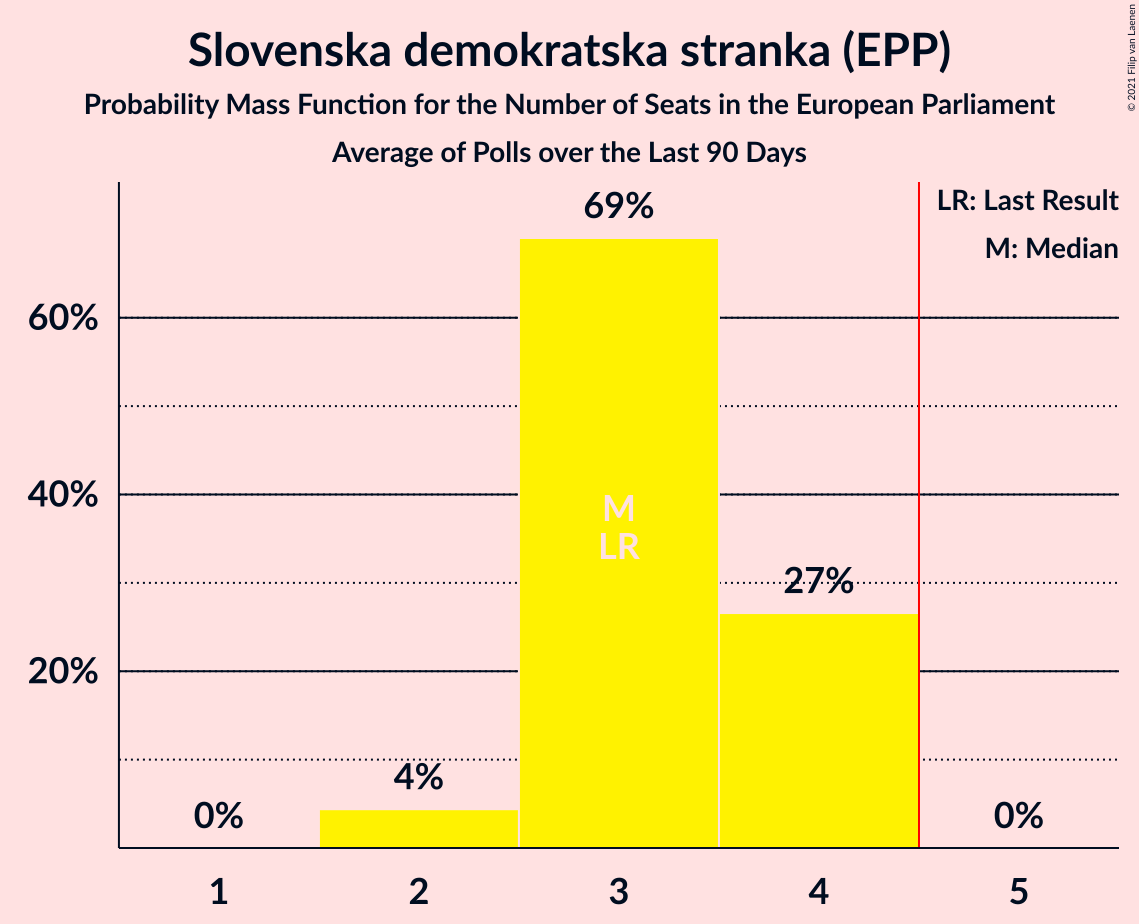 Slovenska demokratska stranka (EPP)
Probability Mass Function for the Number of Seats in the European Parliament
Average of Polls over the Last 90 Days
© 2021 Filip van Laenen
LR: Last Result
M: Median
69%
60%
40%
M
LR
27%
20%
4%
0%
0%
1
2
3
4
5